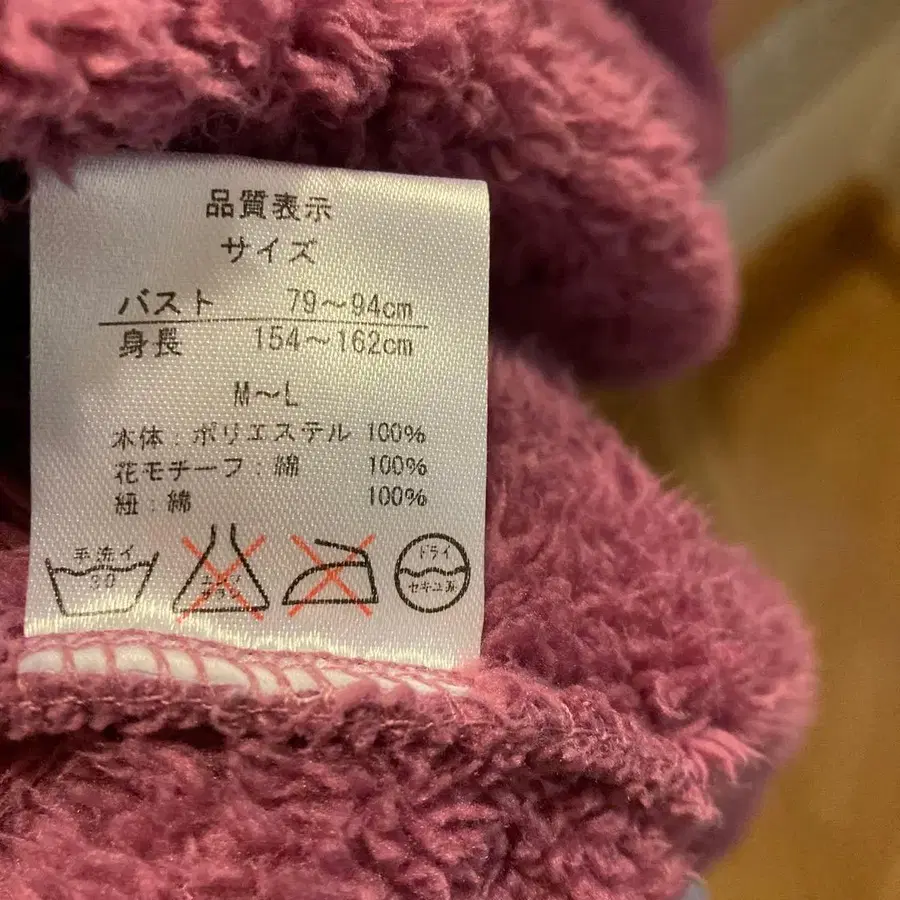 品質表示
サイズ
バスト 79～94cm
身長 154～162cm
M～L
本体：ポリエステル 100%
花モチーフ：綿 100%
紐：綿 100%
手洗イ
30
ドライ
セキユ系